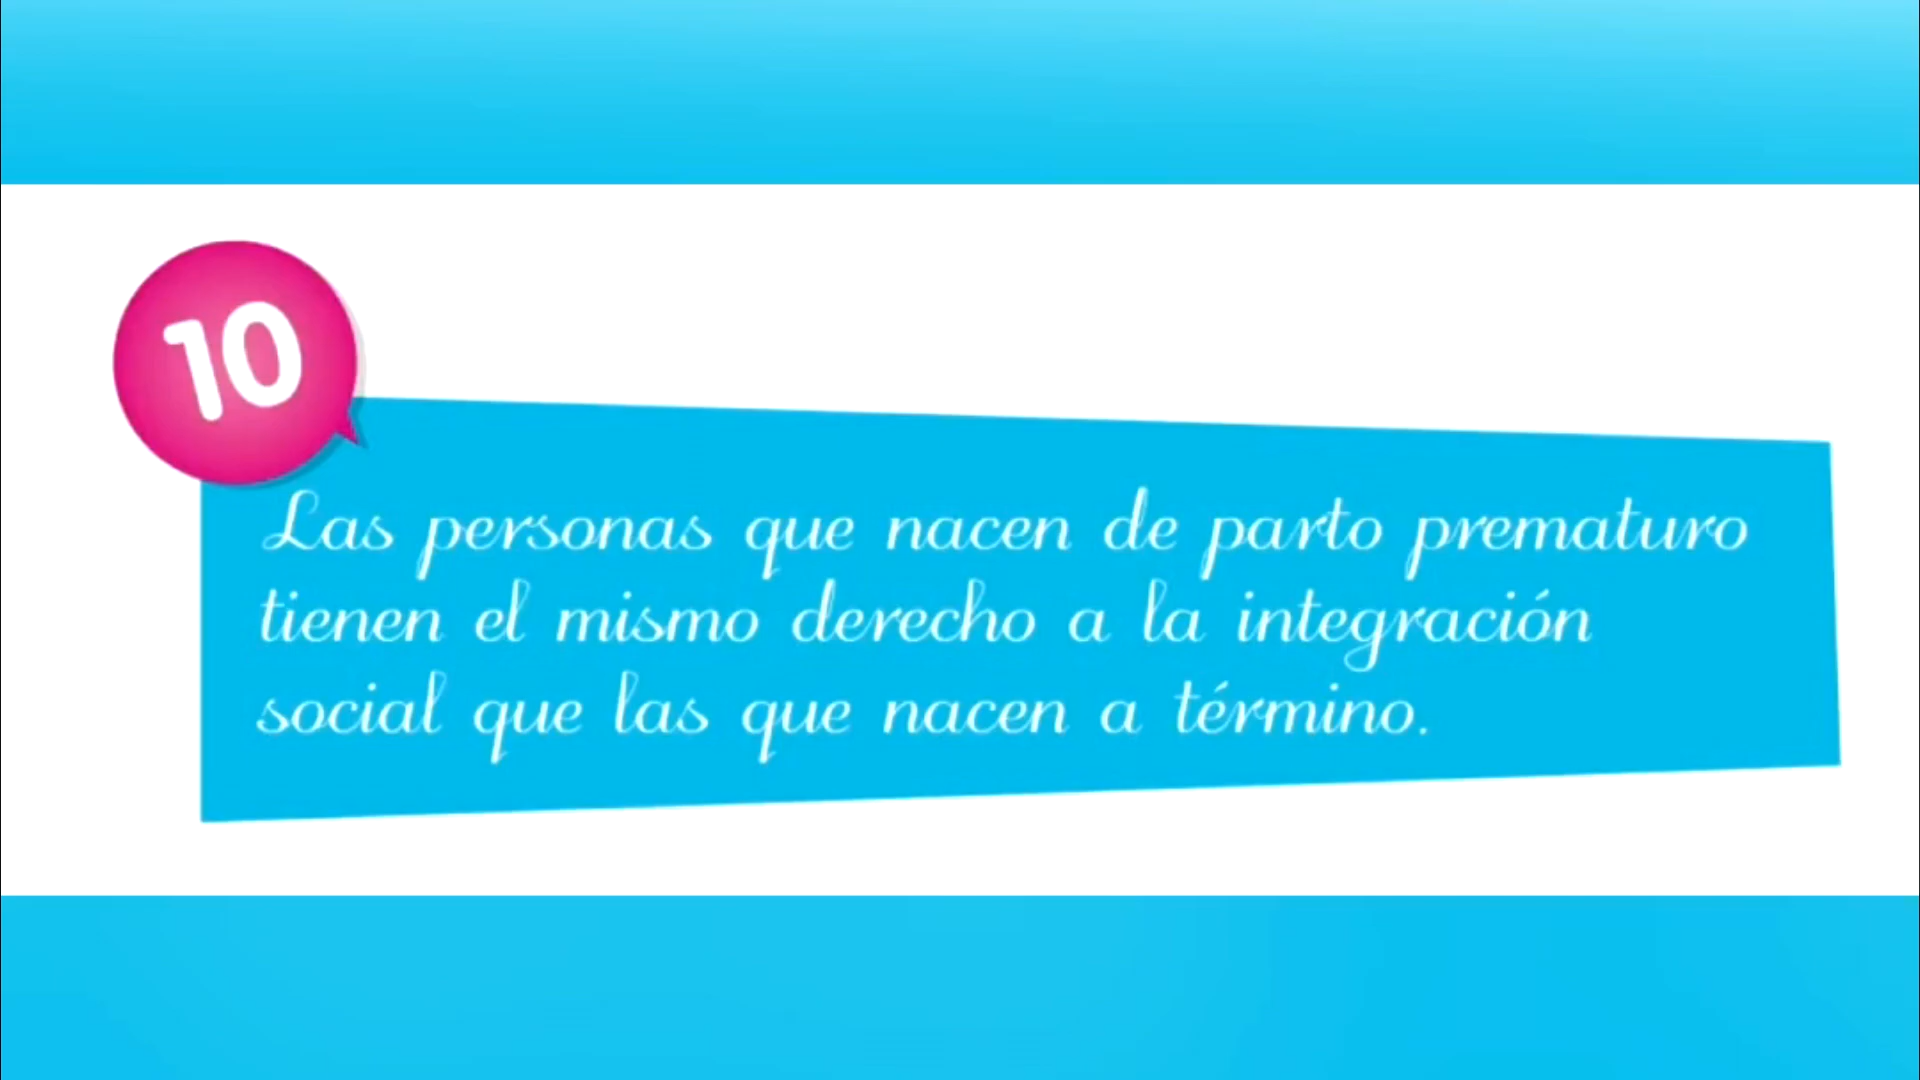 10
Las personas que nacen de parto prematuro
tienen el mismo derecho a la integración
social que las que nacen a término.